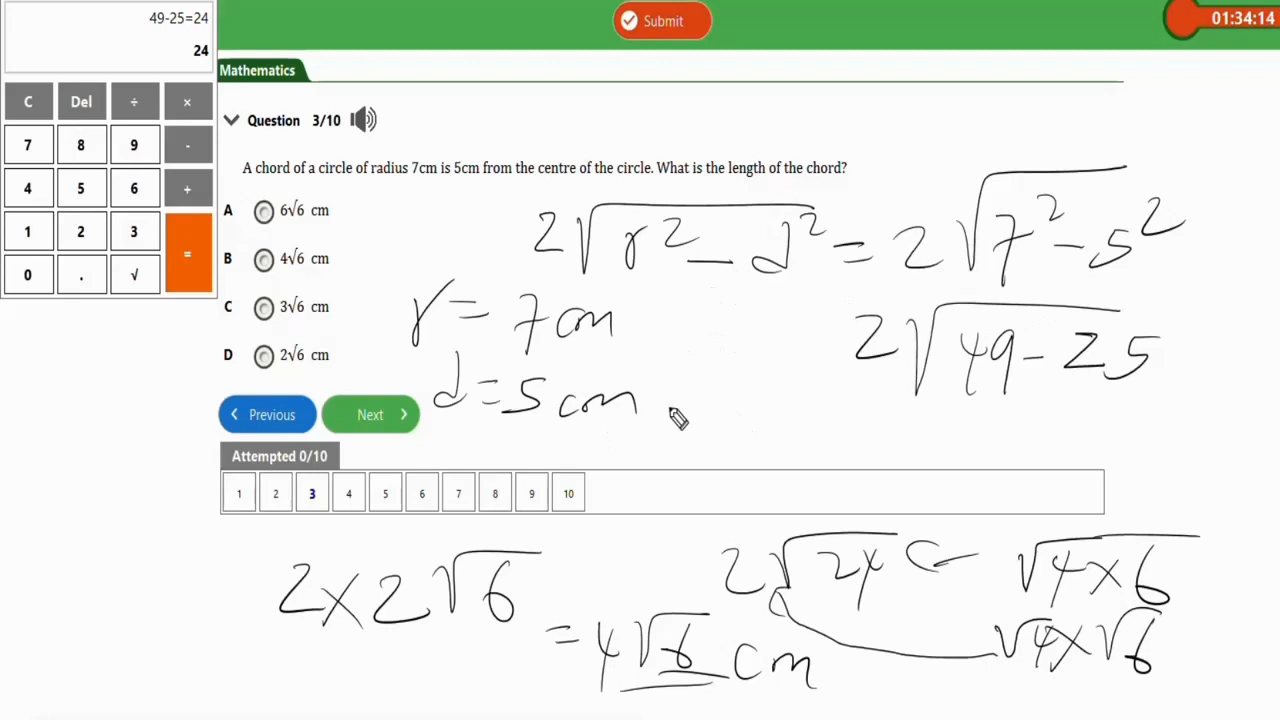 49-25=24
24
C Del ÷ ×
7 8 9 -
4 5 6 +
1 2 3 =
0 . √
Submit
01:34:14
Mathematics
Question 3/10
A chord of a circle of radius 7cm is 5cm from the centre of the circle. What is the length of the chord?
A 6√6 cm
B 4√6 cm
C 3√6 cm
D 2√6 cm
2√r² - d² = 2√7² - 5²
r = 7cm
2√49 - 25
d = 5cm
Previous Next
Attempted 0/10
1 2 3 4 5 6 7 8 9 10
2√24 √4×6
√4×√6
2×2√6
= 4√6 cm